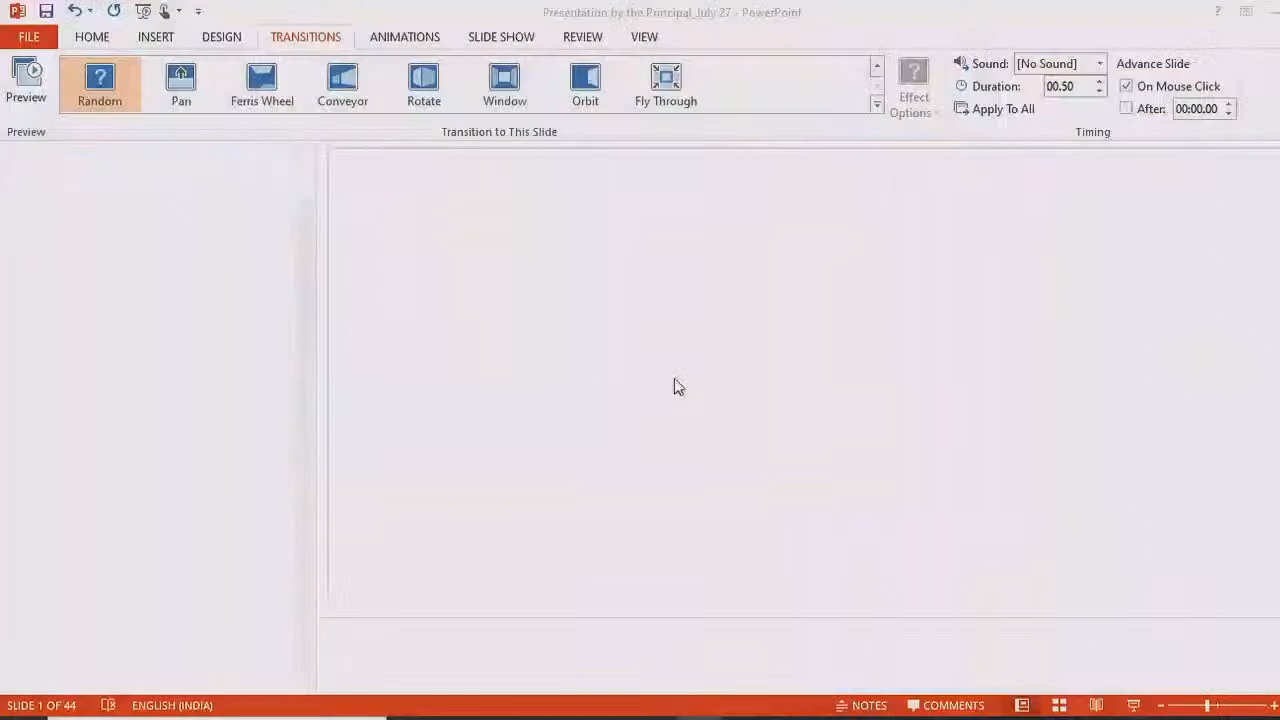 Presentation by the Principal_July 27 - PowerPoint
?
FILE HOME INSERT DESIGN TRANSITIONS ANIMATIONS SLIDE SHOW REVIEW VIEW
Preview
Random Pan Ferris Wheel Conveyor Rotate Window Orbit Fly Through
Effect
Options
Sound: [No Sound]
Duration: 00.50
Apply To All
Advance Slide
On Mouse Click
After: 00:00.00
Preview Transition to This Slide Timing
SLIDE 1 OF 44 ENGLISH (INDIA) NOTES COMMENTS